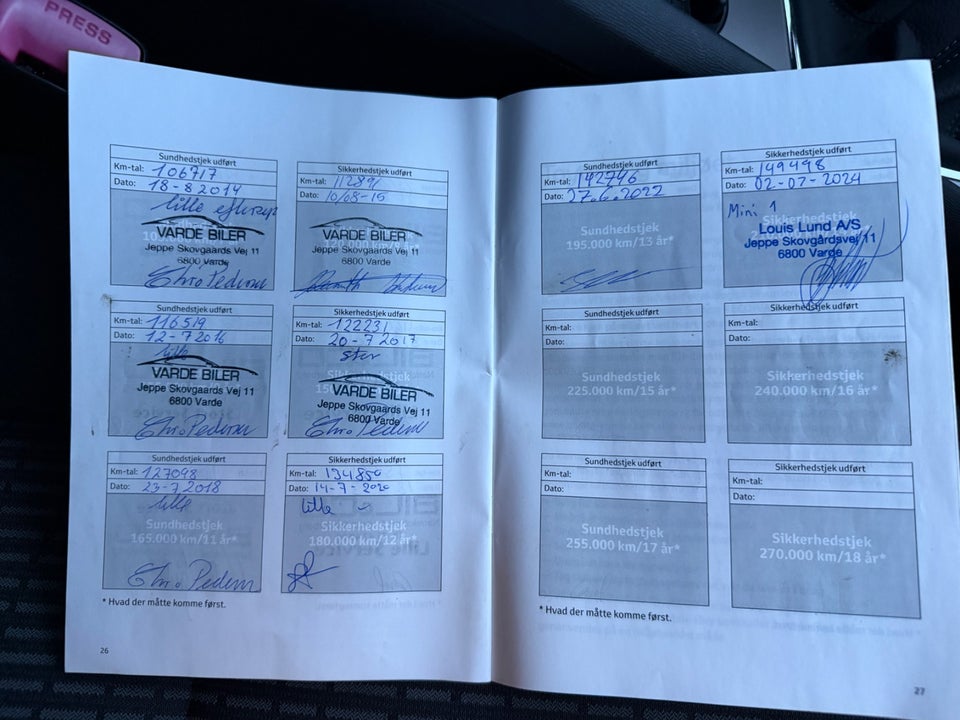 PRESS
Sundhedstjek udført
Km-tal: 106717
Dato: 18-8 2014
VARDE BILER
Jeppe Skovgaards Vej 11
6800 Varde
Sikkerhedstjek udført
Km-tal: 11289
Dato: 10/08-15
VARDE BILER
Jeppe Skovgaards Vej 11
6800 Varde
Sundhedstjek udført
Km-tal: 116519
Dato: 12-7 2016
lille
VARDE BILER
Jeppe Skovgaards Vej 11
6800 Varde
Sikkerhedstjek udført
Km-tal: 122231
Dato: 20-7 2017
stor
Sikkerhedstjek
VARDE BILER
Jeppe Skovgaards Vej 11
6800 Varde
Sundhedstjek udført
Km-tal: 127098
Dato: 23-7 2018
lille
Sundhedstjek
165.000 km/11 år*
Sikkerhedstjek udført
Km-tal: 134850
Dato: 14-7-2020
lille
Sikkerhedstjek
180.000 km/12 år*
* Hvad der måtte komme først.
26
Sundhedstjek udført
Km-tal: 142746
Dato: 2022
Sundhedstjek
195.000 km/13 år*
Sikkerhedstjek udført
Km-tal: 149498
Dato: 02-07-2024
Mini 1
Sikkerhedstjek
Louis Lund A/S
Jeppe Skovgårdsvej 11
6800 Varde
Sundhedstjek udført
Km-tal:
Dato:
Sundhedstjek
225.000 km/15 år*
Sikkerhedstjek udført
Km-tal:
Dato:
Sikkerhedstjek
240.000 km/16 år*
Sundhedstjek udført
Km-tal:
Dato:
Sundhedstjek
255.000 km/17 år*
Sikkerhedstjek udført
Km-tal:
Dato:
Sikkerhedstjek
270.000 km/18 år*
* Hvad der måtte komme først.
27